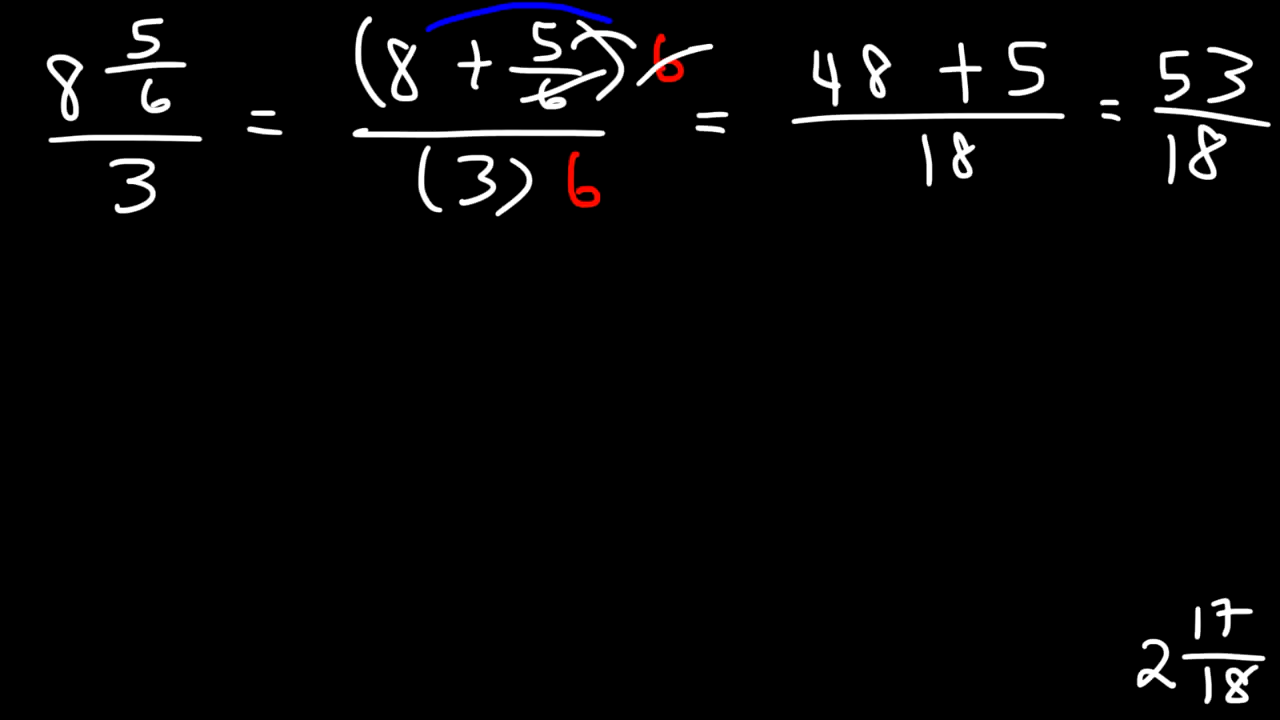 8 5/6 / 3 = (8 + 5/6) 6 / (3) 6 = 48 + 5 / 18 = 53 / 18
2 17/18